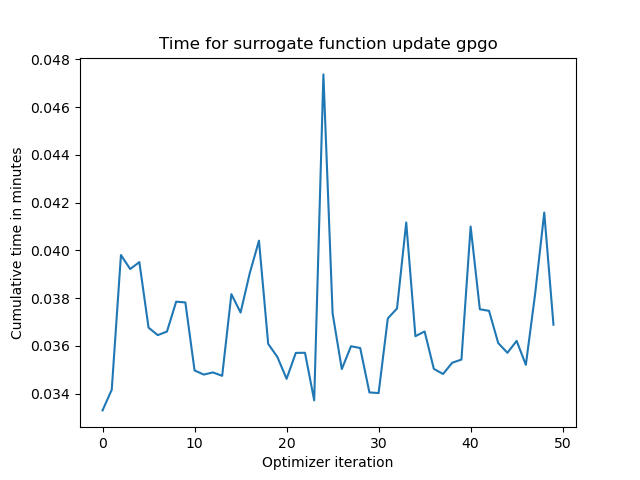 Time for surrogate function update gpgo
Cumulative time in minutes
0.048
0.046
0.044
0.042
0.040
0.038
0.036
0.034
0 10 20 30 40 50
Optimizer iteration